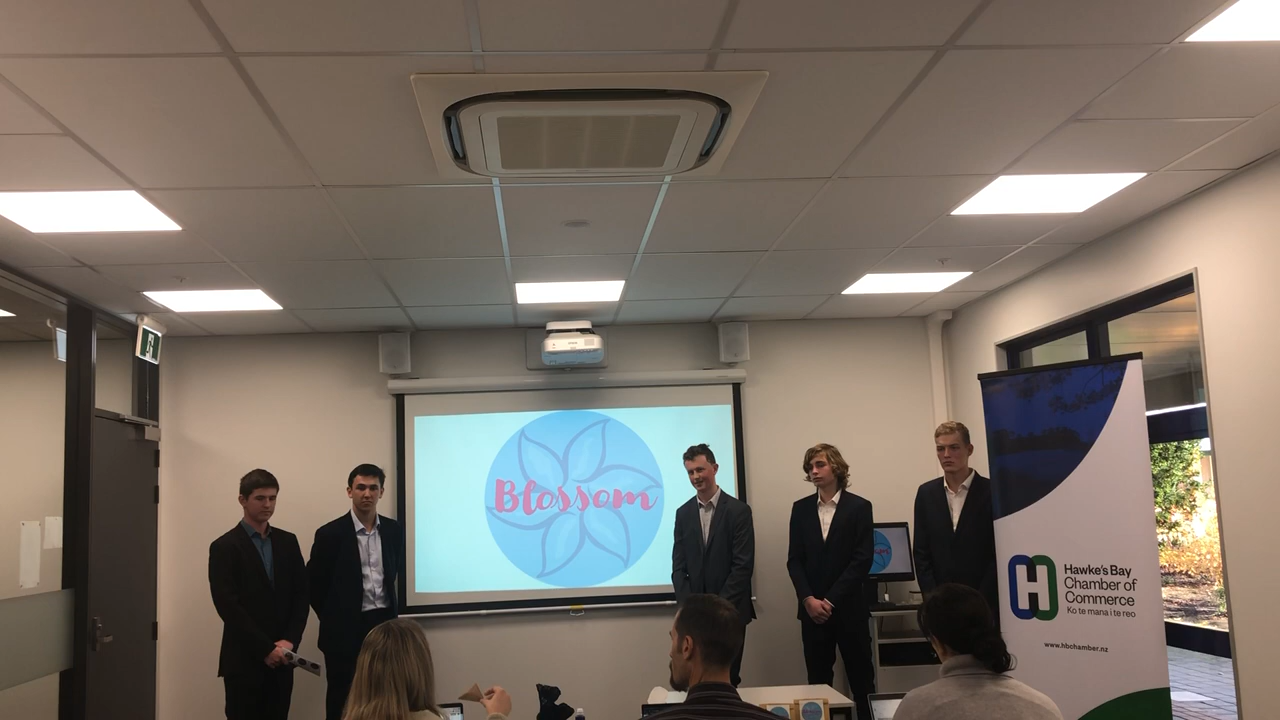 Blossom
H
Hawke's Bay
Chamber of
Commerce
Ko te mana i te reo
www.hbchamber.nz